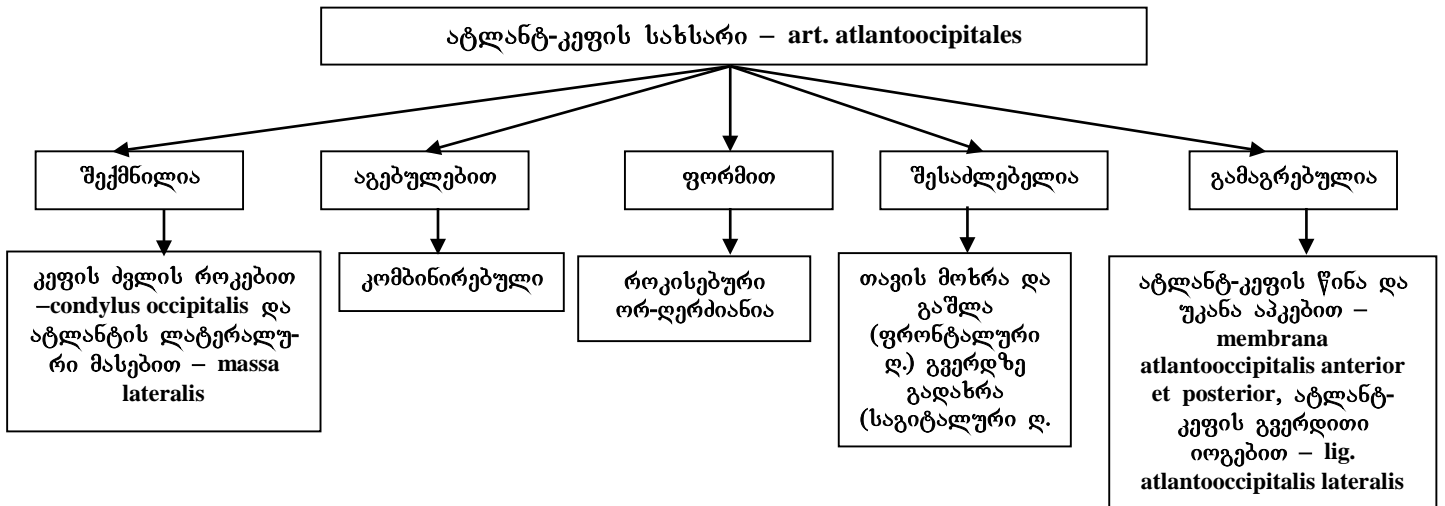 ატლანტ-კეფის სახსარი – art. atlantoocipitales
შექმნილია
აგებულებით
ფორმით
შესაძლებელია
გამაგრებულია
კეფის ძვლის როკებით
–condylus occipitalis და
ატლანტის ლატერალუ-
რი მასებით – massa
lateralis
კომბინირებული
როკისებური
ორ-ღერძიანია
თავის მოხრა და
გაშლა
(ფრონტალური
ღ.) გვერდზე
გადახრა
(საგიტალური ღ.
ატლანტ-კეფის წინა და
უკანა აპკებით –
membrana
atlantooccipitalis anterior
et posterior, ატლანტ-
კეფის გვერდითი
იოგებით – lig.
atlantooccipitalis lateralis